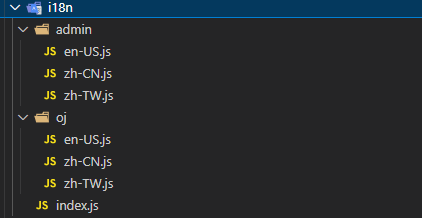 i18n
admin
JS en-US.js
JS zh-CN.js
JS zh-TW.js
oj
JS en-US.js
JS zh-CN.js
JS zh-TW.js
JS index.js